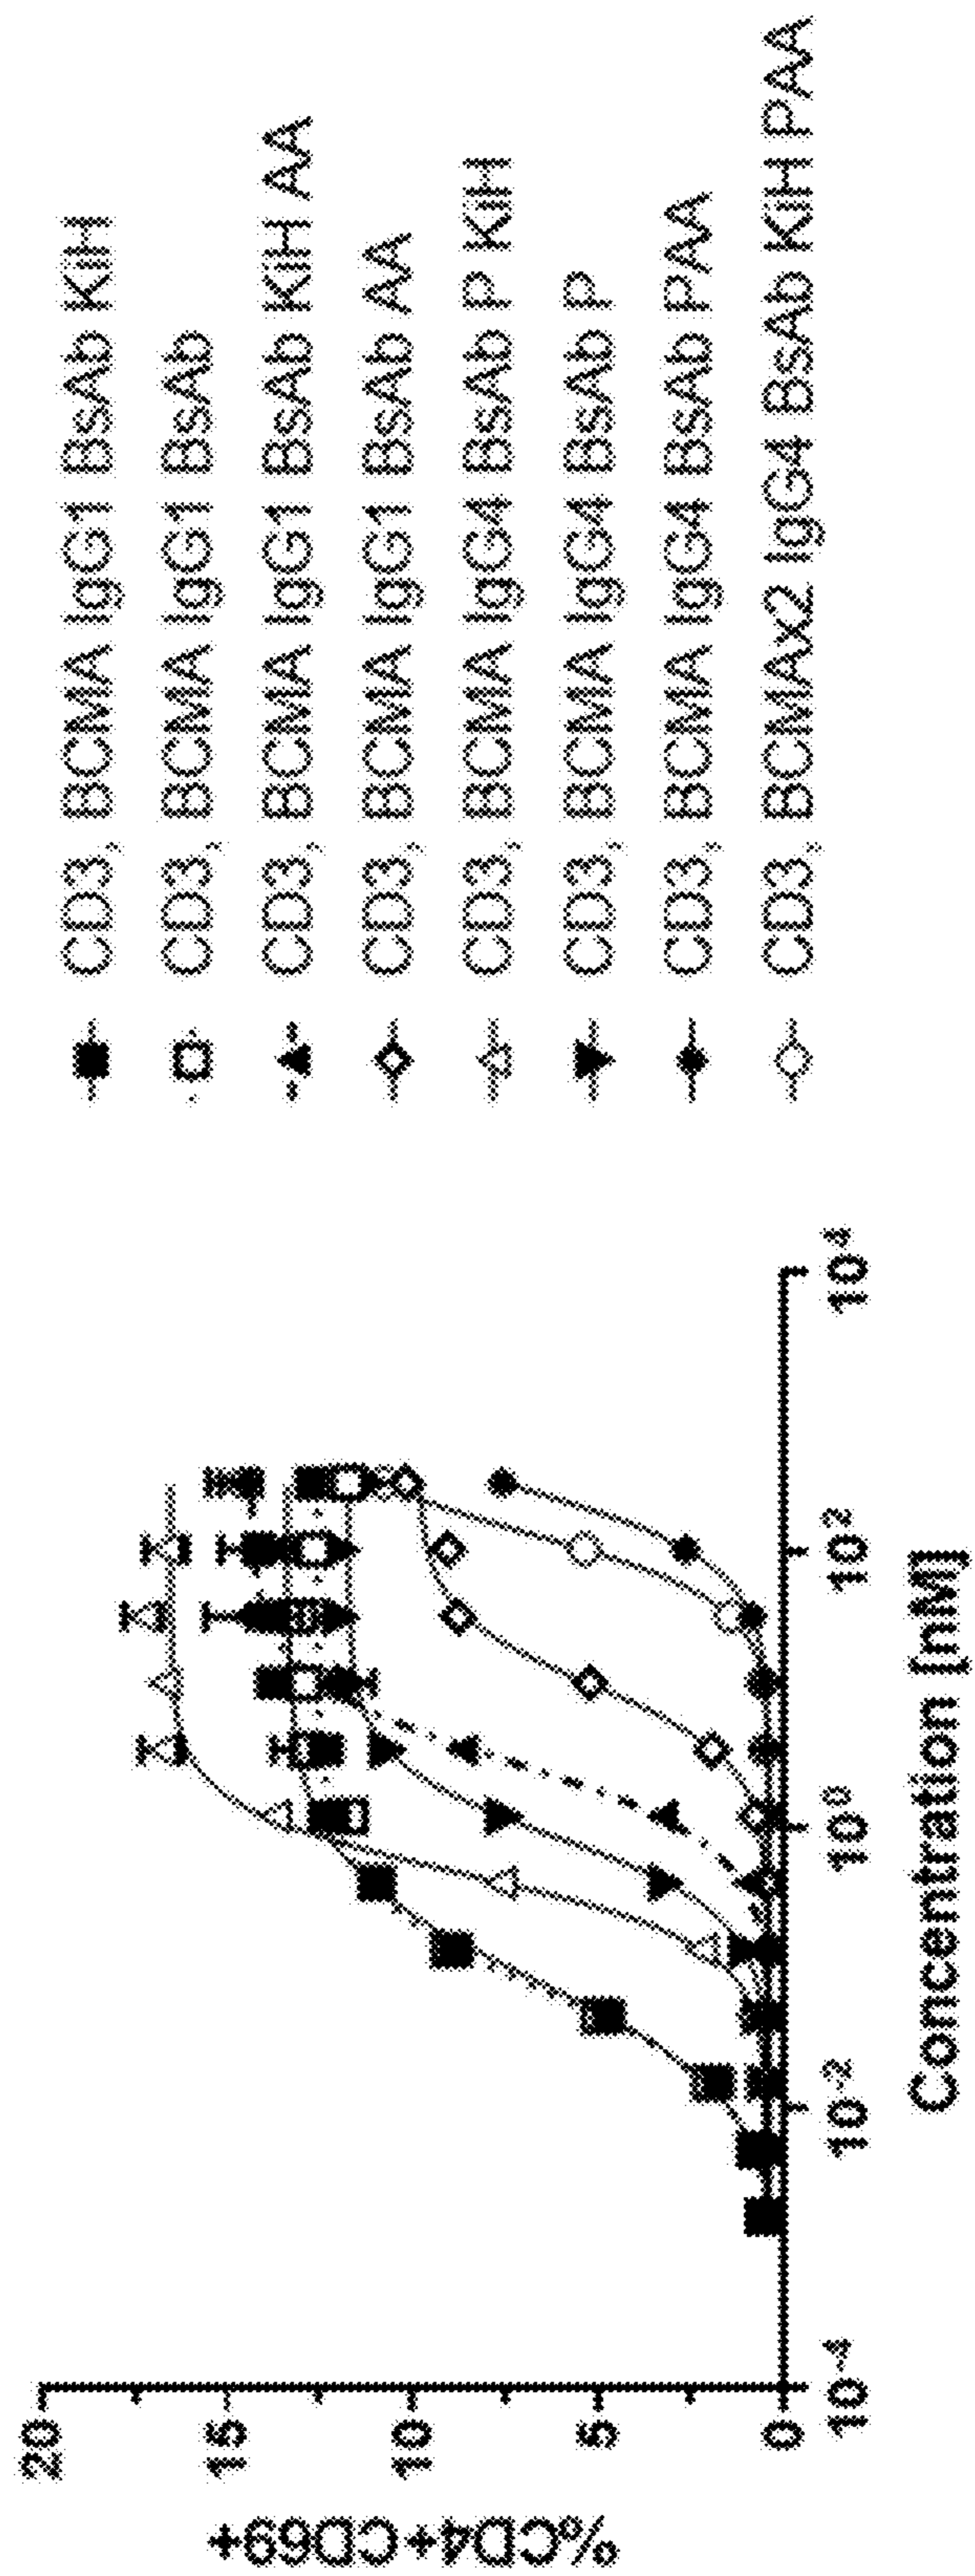 %CD4+CD69+
20
15
10
5
0
10-4
10-2
100
102
104
Concentration [nM]
CD3, BCMA IgG1 BsAb KiH
CD3, BCMA IgG1 BsAb
CD3, BCMA IgG1 BsAb KiH AA
CD3, BCMA IgG1 BsAb AA
CD3, BCMA IgG4 BsAb P KiH
CD3, BCMA IgG4 BsAb P
CD3, BCMA IgG4 BsAb PAA
CD3, BCMAx2 IgG4 BsAb KiH PAA